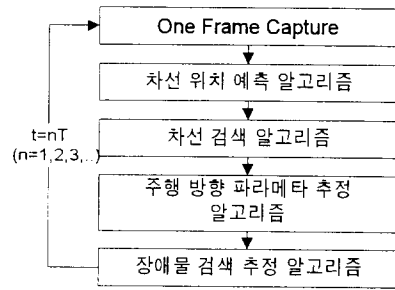 One Frame Capture
차선 위치 예측 알고리즘
t=nT
(n=1,2,3,..)
차선 검색 알고리즘
주행 방향 파라메타 추정
알고리즘
장애물 검색 추정 알고리즘